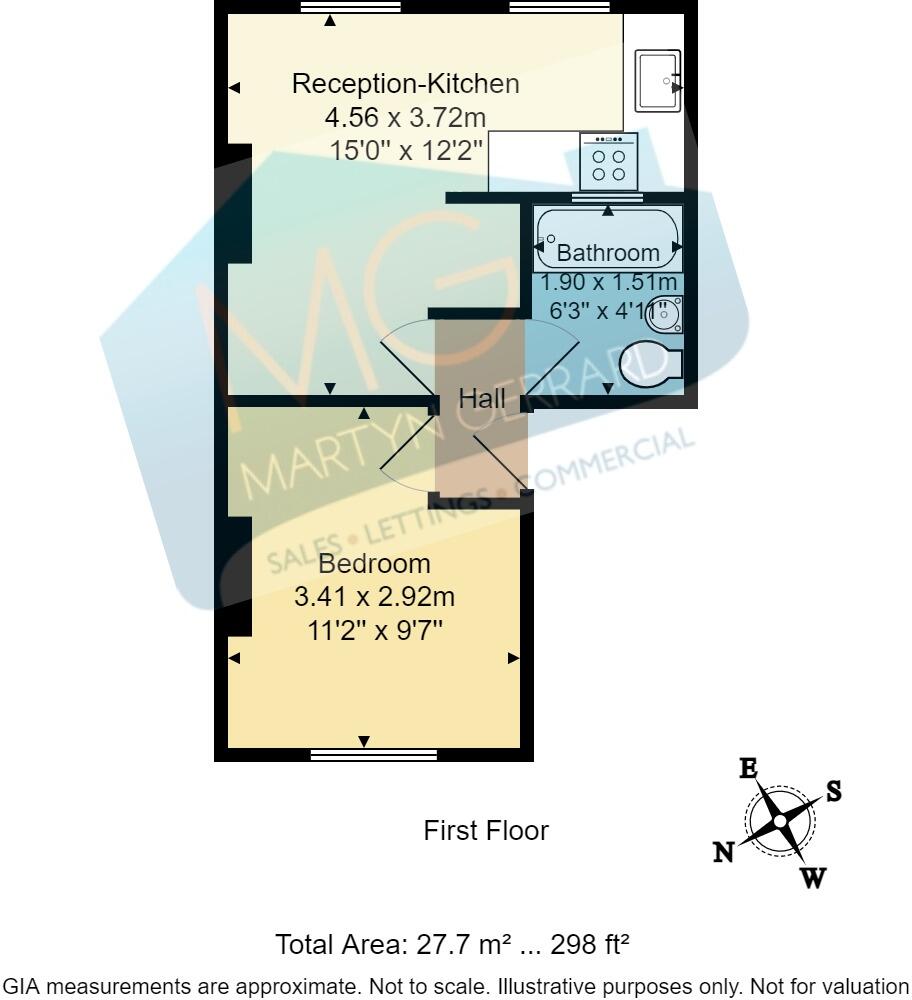 Reception-Kitchen
4.56 x 3.72m
15'0" x 12'2"
Bathroom
1.90 x 1.51m
6'3" x 4'11"
MG
Hall
MARTYN GERRARD
SALES • LETTINGS • COMMERCIAL
Bedroom
3.41 x 2.92m
11'2" x 9'7"
E
S
First Floor
N
W
Total Area: 27.7 m² ... 298 ft²
GIA measurements are approximate. Not to scale. Illustrative purposes only. Not for valuation